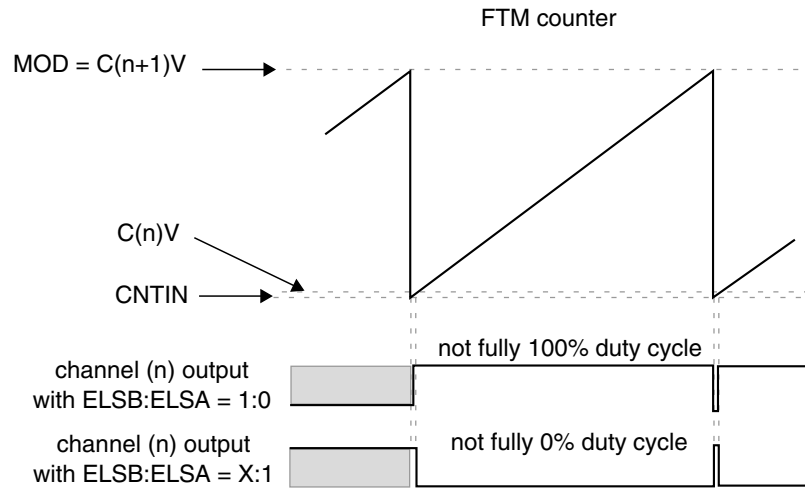 FTM counter
MOD = C(n+1)V
C(n)V
CNTIN
not fully 100% duty cycle
channel (n) output
with ELSB:ELSA = 1:0
not fully 0% duty cycle
channel (n) output
with ELSB:ELSA = X:1